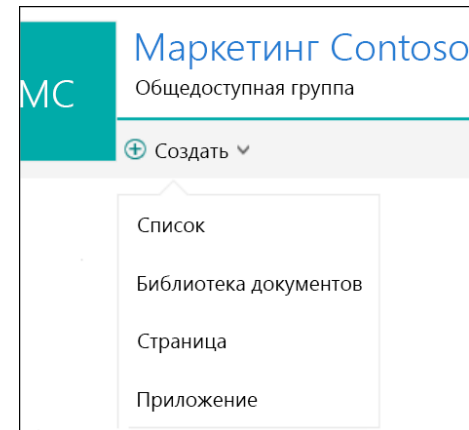 Маркетинг Contoso
МС
Общедоступная группа
Создать
Список
Библиотека документов
Страница
Приложение